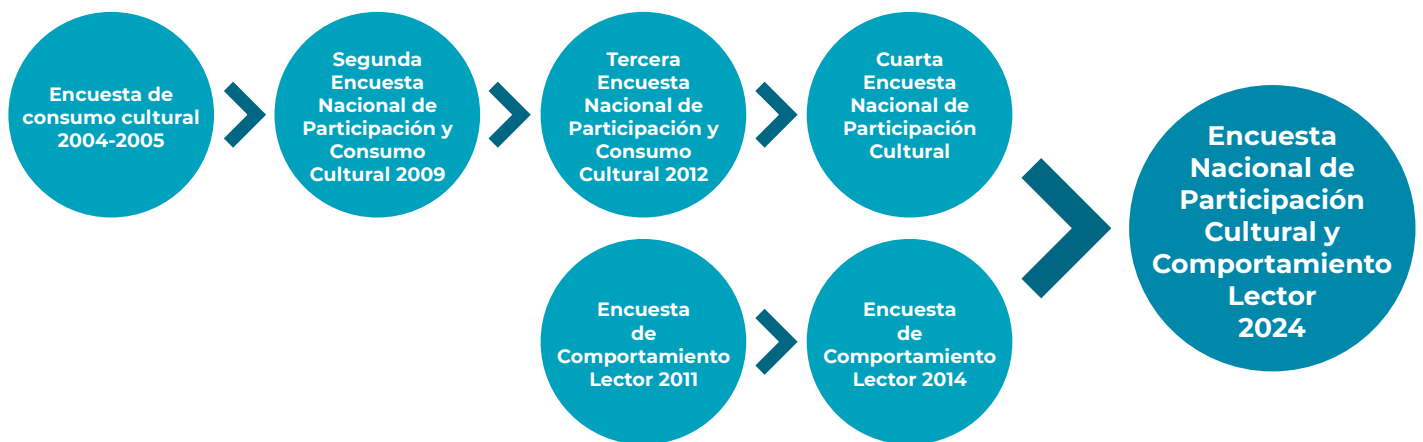 Encuesta de
consumo cultural
2004-2005
Segunda
Encuesta
Nacional de
Participación y
Consumo
Cultural 2009
Tercera
Encuesta
Nacional de
Participación y
Consumo
Cultural 2012
Cuarta
Encuesta
Nacional de
Participación
Cultural
Encuesta
de
Comportamiento
Lector 2011
Encuesta
de
Comportamiento
Lector 2014
Encuesta
Nacional de
Participación
Cultural y
Comportamiento
Lector
2024